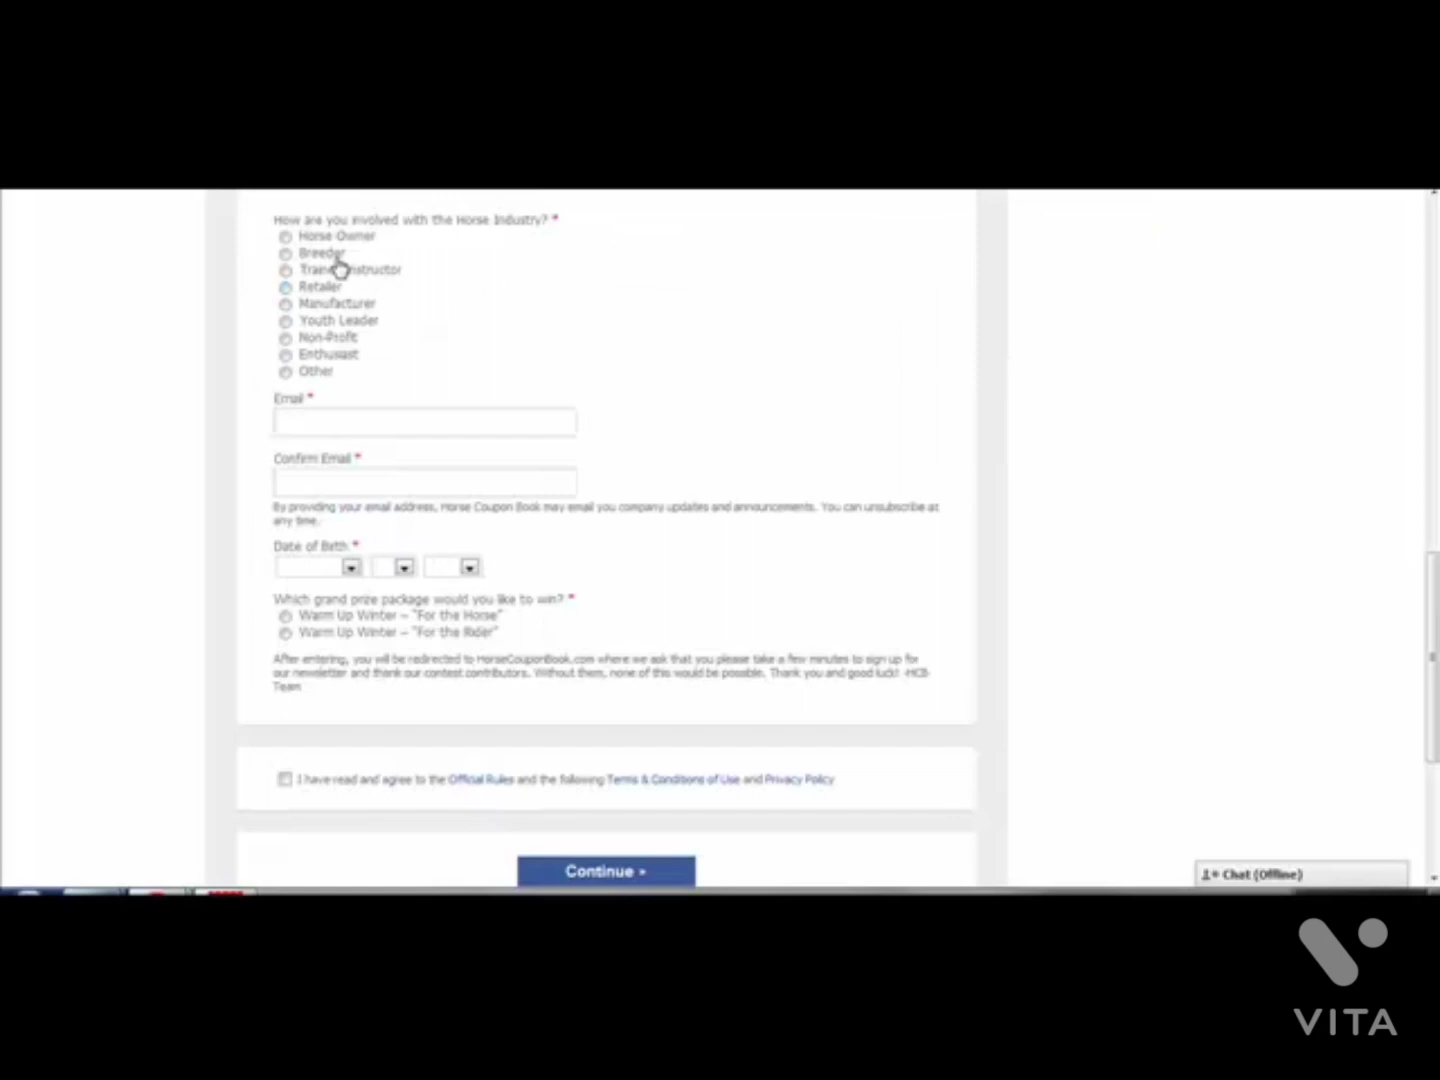 How are you involved with the Horse Industry? *
Horse Owner
Breeder
Instructor
Retailer
Manufacturer
Youth Leader
Non-Profit
Enthusiast
Other
Email *
Confirm Email *
By providing your email address, Horse Coupon Book may email you company updates and announcements. You can unsubscribe at
any time.
Date of Birth *
Which grand prize package would you like to win? *
Warm Up Winter – "For the Horse"
Warm Up Winter – "For the Rider"
After entering, you will be redirected to HorseCouponBook.com where we ask that you please take a few minutes to sign up for
our newsletter and thank our contest contributors. Without them, none of this would be possible. Thank you and good luck! -HCB
Team
I have read and agree to the Official Rules and the following Terms & Conditions of Use and Privacy Policy
Continue »
Chat (Offline)
VITA